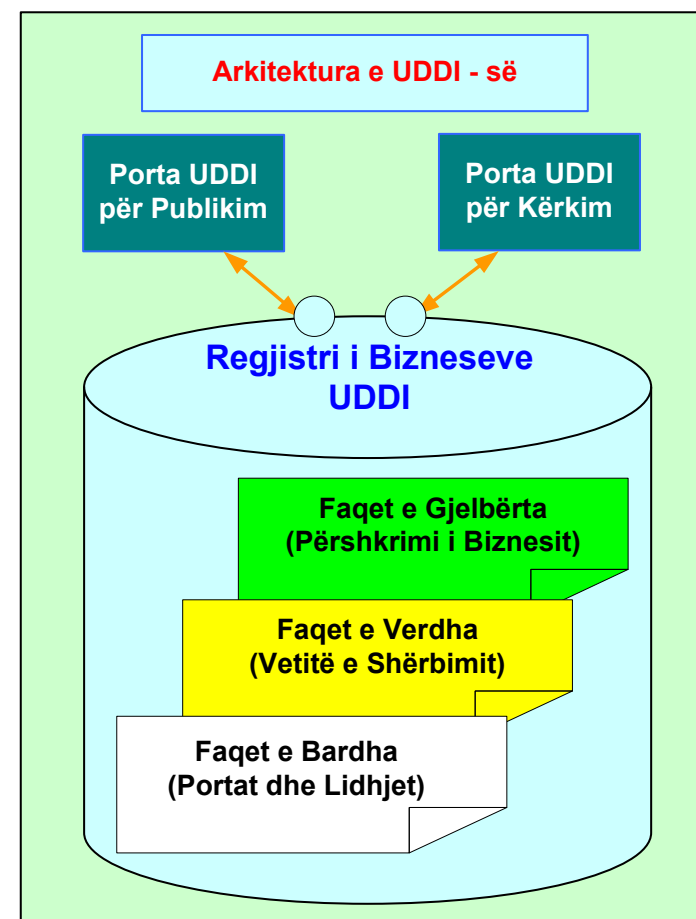 Arkitektura e UDDI - së
Porta UDDI
për Publikim
Porta UDDI
për Kërkim
Regjistri i Bizneseve
UDDI
Faqet e Gjelbërta
(Përshkrimi i Biznesit)
Faqet e Verdha
(Vetitë e Shërbimit)
Faqet e Bardha
(Portat dhe Lidhjet)